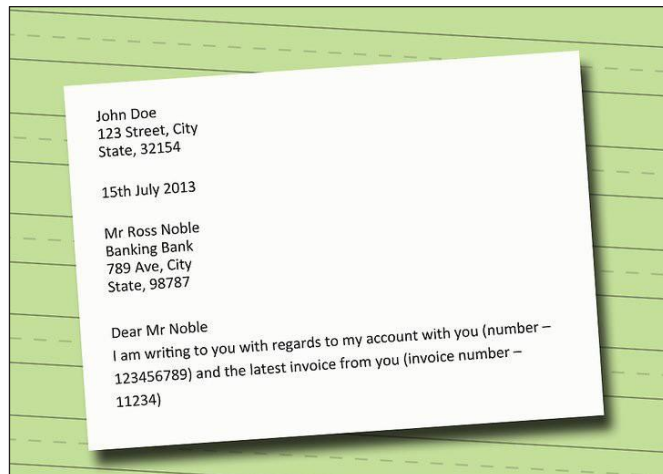 John Doe
123 Street, City
State, 32154
15th July 2013
Mr Ross Noble
Banking Bank
789 Ave, City
State, 98787
Dear Mr Noble
I am writing to you with regards to my account with you (number –
123456789) and the latest invoice from you (invoice number –
11234)